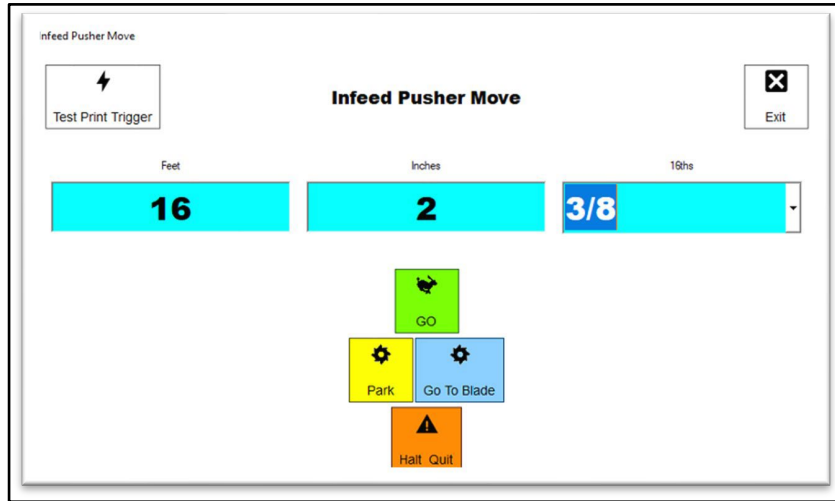 Infeed Pusher Move
Test Print Trigger
Infeed Pusher Move
Exit
Feet
Inches
16ths
16
2
3/8
GO
Park
Go To Blade
Halt Quit